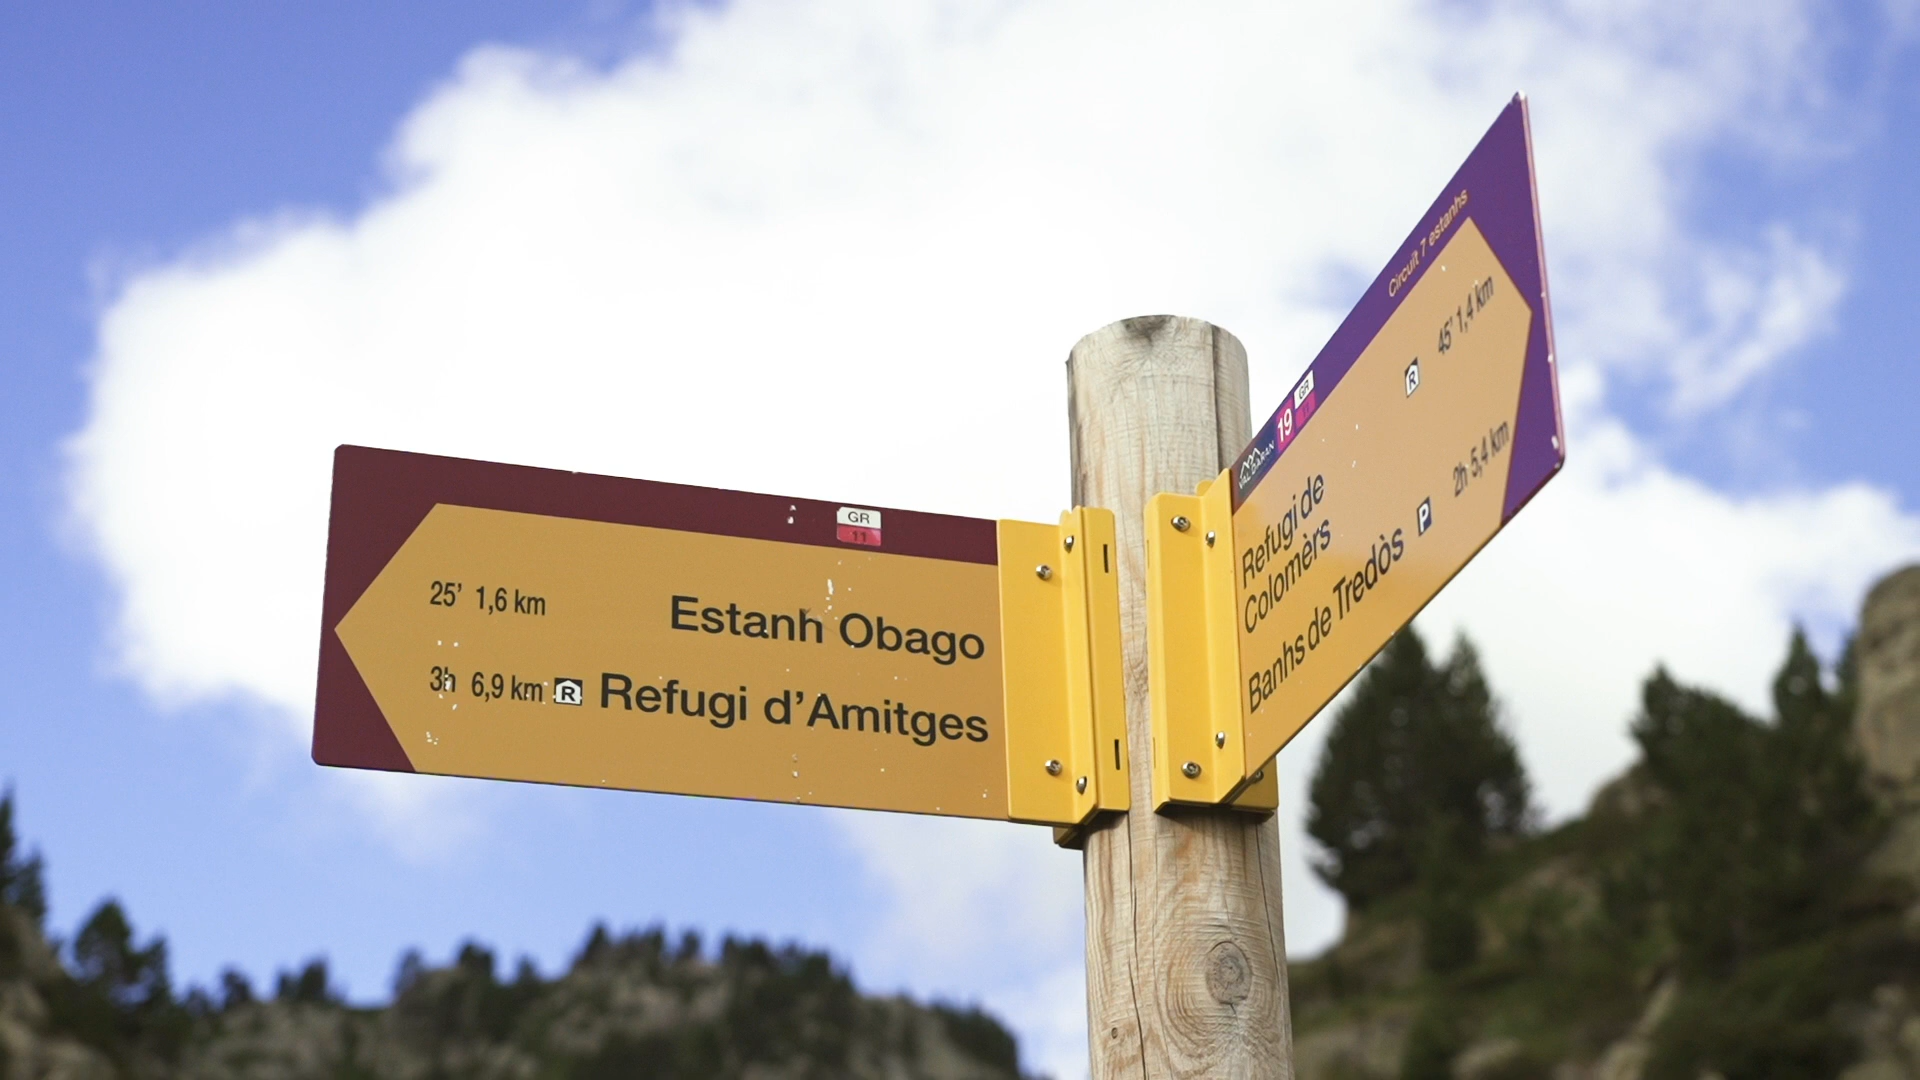 GR
11
25’ 1,6 km Estanh Obago
3h 6,9 km R Refugi d’Amitges
Circuit 7 estanhs
VAL D'ARAN 19 GR
11
Refugi de
Colomèrs R 45’ 1,4 km
Banhs de Tredòs P 2h 5,4 km